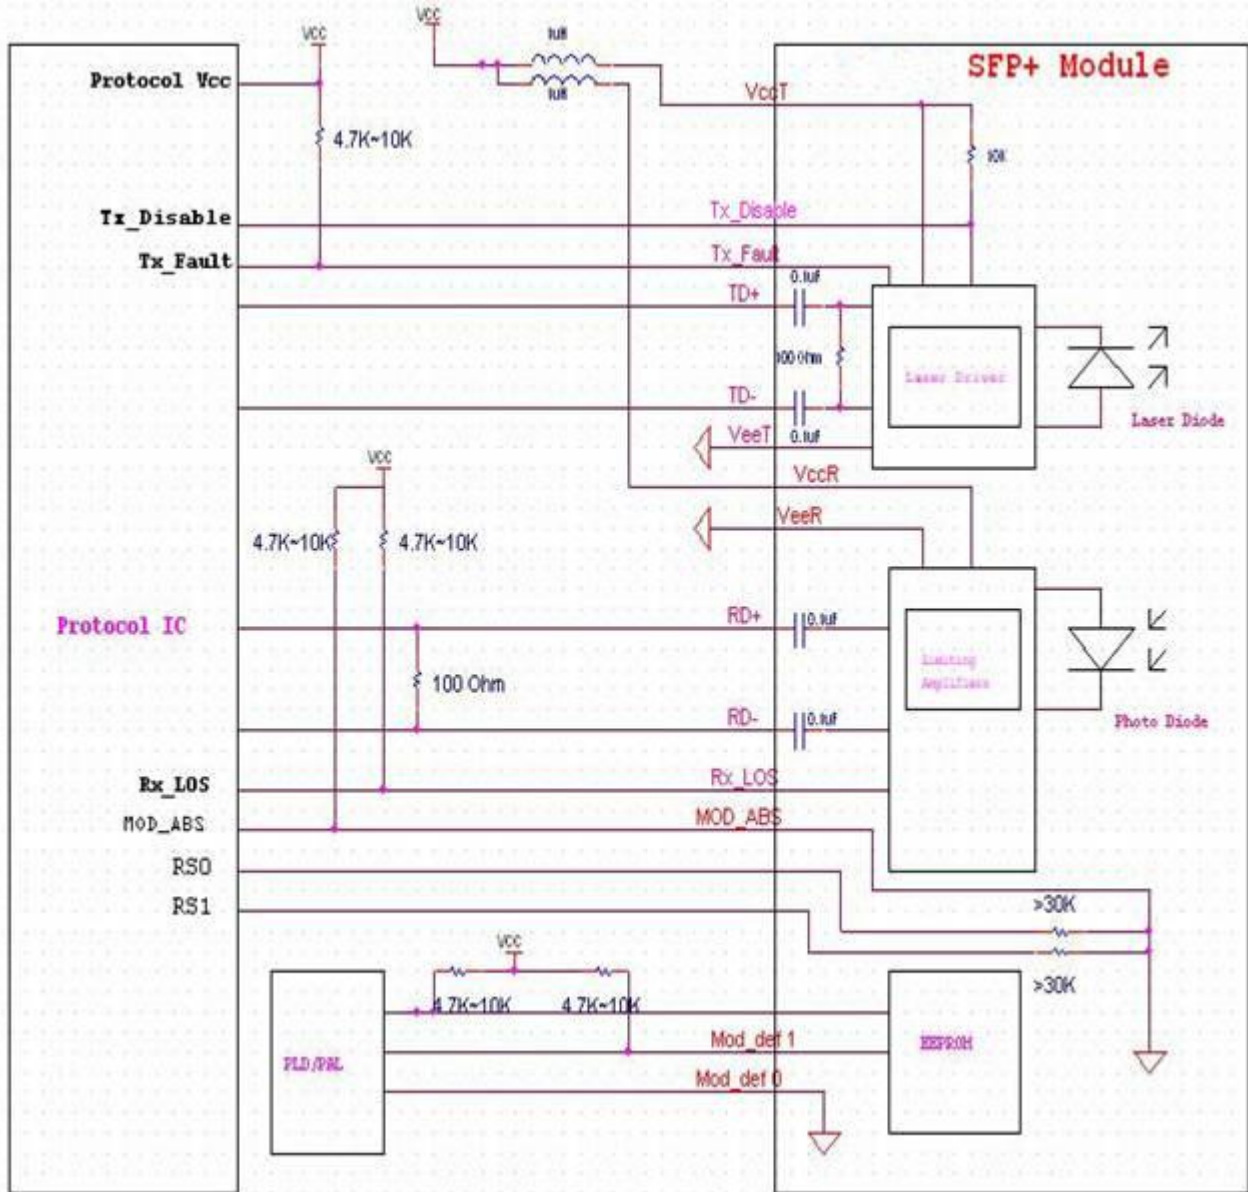 VCC
VCC
1uH
SFP+ Module
Protocol Vcc
1uH
VccT
4.7K~10K
10K
Tx_Disable
Tx_Disable
Tx_Fault
Tx_Fault
0.1uf
TD+
100 Ohm
Laser Driver
TD-
Laser Diode
VeeT
0.1uf
VCC
VccR
VeeR
4.7K~10K
4.7K~10K
Protocol IC
RD+
0.1uf
Limiting
Amplifiers
100 Ohm
RD-
0.1uf
Photo Diode
Rx_LOS
Rx_LOS
MOD_ABS
MOD_ABS
RS0
RS1
>30K
VCC
>30K
4.7K~10K
4.7K~10K
Mod_def 1
EEPROM
PLD/PAL
Mod_def 0